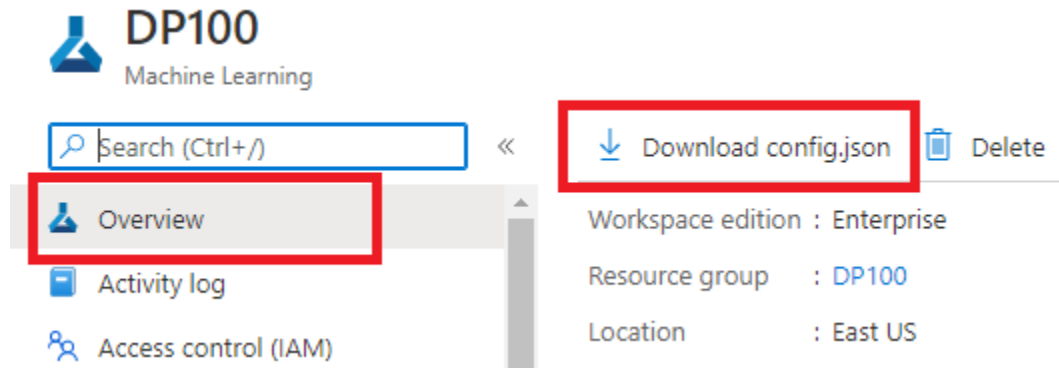 DP100
Machine Learning
Search (Ctrl+/)
«
Download config.json
Delete
Overview
Activity log
Access control (IAM)
Workspace edition : Enterprise
Resource group : DP100
Location : East US